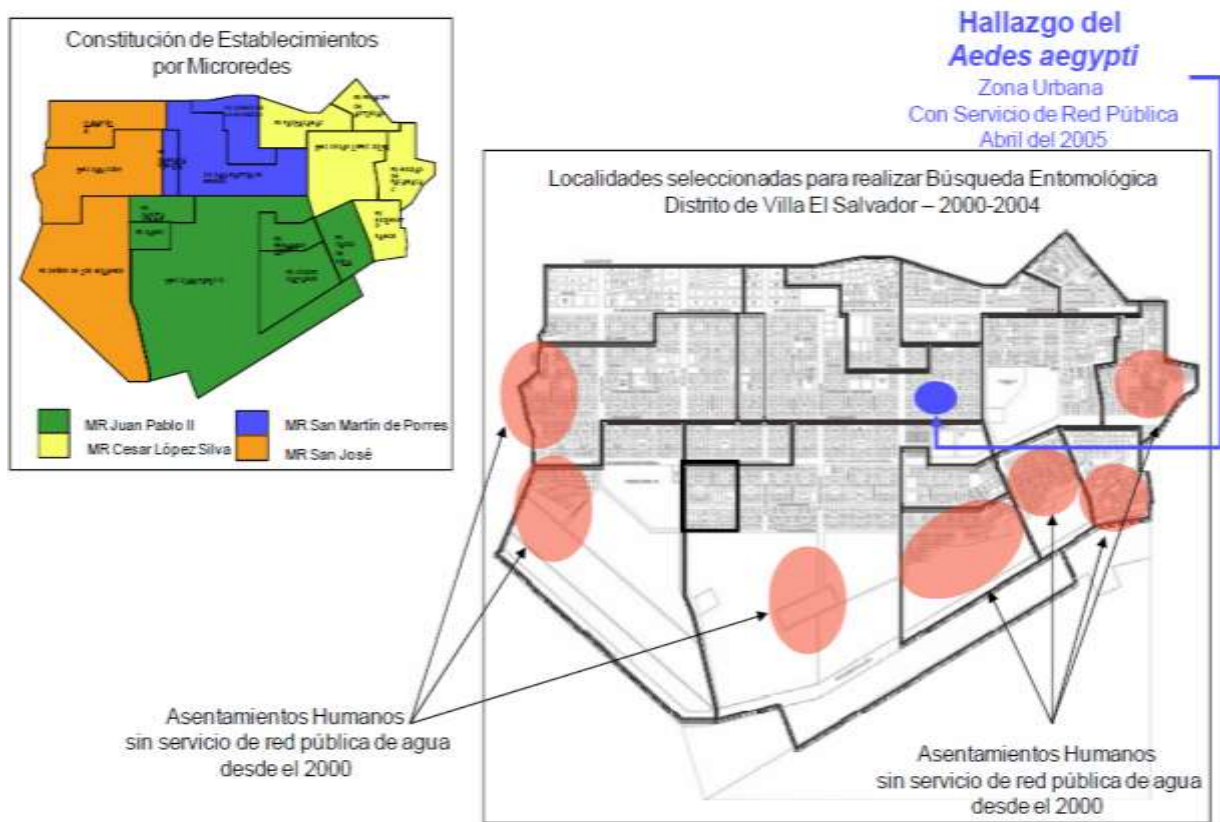 Constitución de Establecimientos
por Microredes
MR Juan Pablo II
MR San Martín de Porres
MR Cesar López Silva
MR San José
Hallazgo del
Aedes aegypti
Zona Urbana
Con Servicio de Red Pública
Abril del 2005
Localidades seleccionadas para realizar Búsqueda Entomológica
Distrito de Villa El Salvador – 2000-2004
Asentamientos Humanos
sin servicio de red pública de agua
desde el 2000
Asentamientos Humanos
sin servicio de red pública de agua
desde el 2000